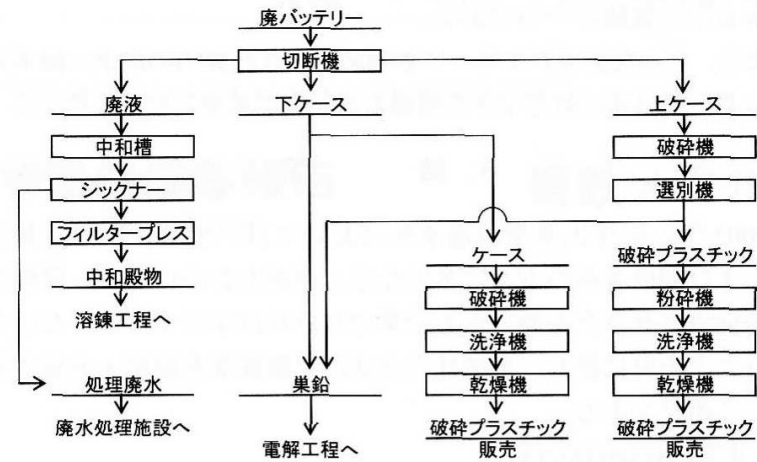 廃バッテリー
切断機
廃液
下ケース
上ケース
中和槽
破砕機
シックナー
選別機
フィルタープレス
ケース
破砕プラスチック
中和殿物
破砕機
粉砕機
溶錬工程へ
洗浄機
洗浄機
処理廃水
巣鉛
乾燥機
乾燥機
廃水処理施設へ
電解工程へ
破砕プラスチック
販売
破砕プラスチック
販売